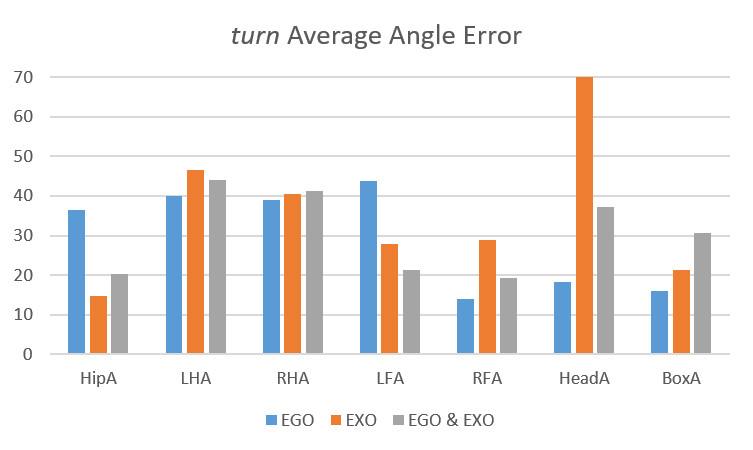 turn Average Angle Error
70
60
50
40
30
20
10
0
HipA LHA RHA LFA RFA HeadA BoxA
EGO EXO EGO & EXO